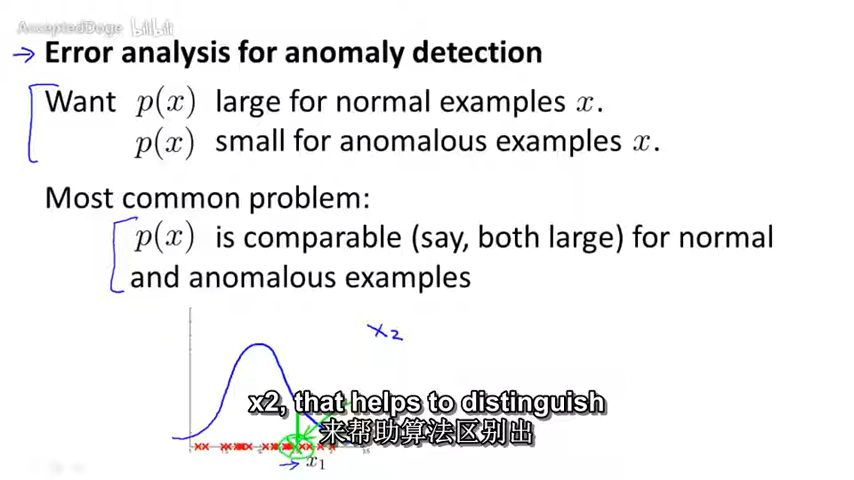 AcceptedDoge bilibili
→ Error analysis for anomaly detection
Want p(x) large for normal examples x.
p(x) small for anomalous examples x.
Most common problem:
p(x) is comparable (say, both large) for normal
and anomalous examples
x2
x2, that helps to distinguish
来帮助算法区别出
→ x1